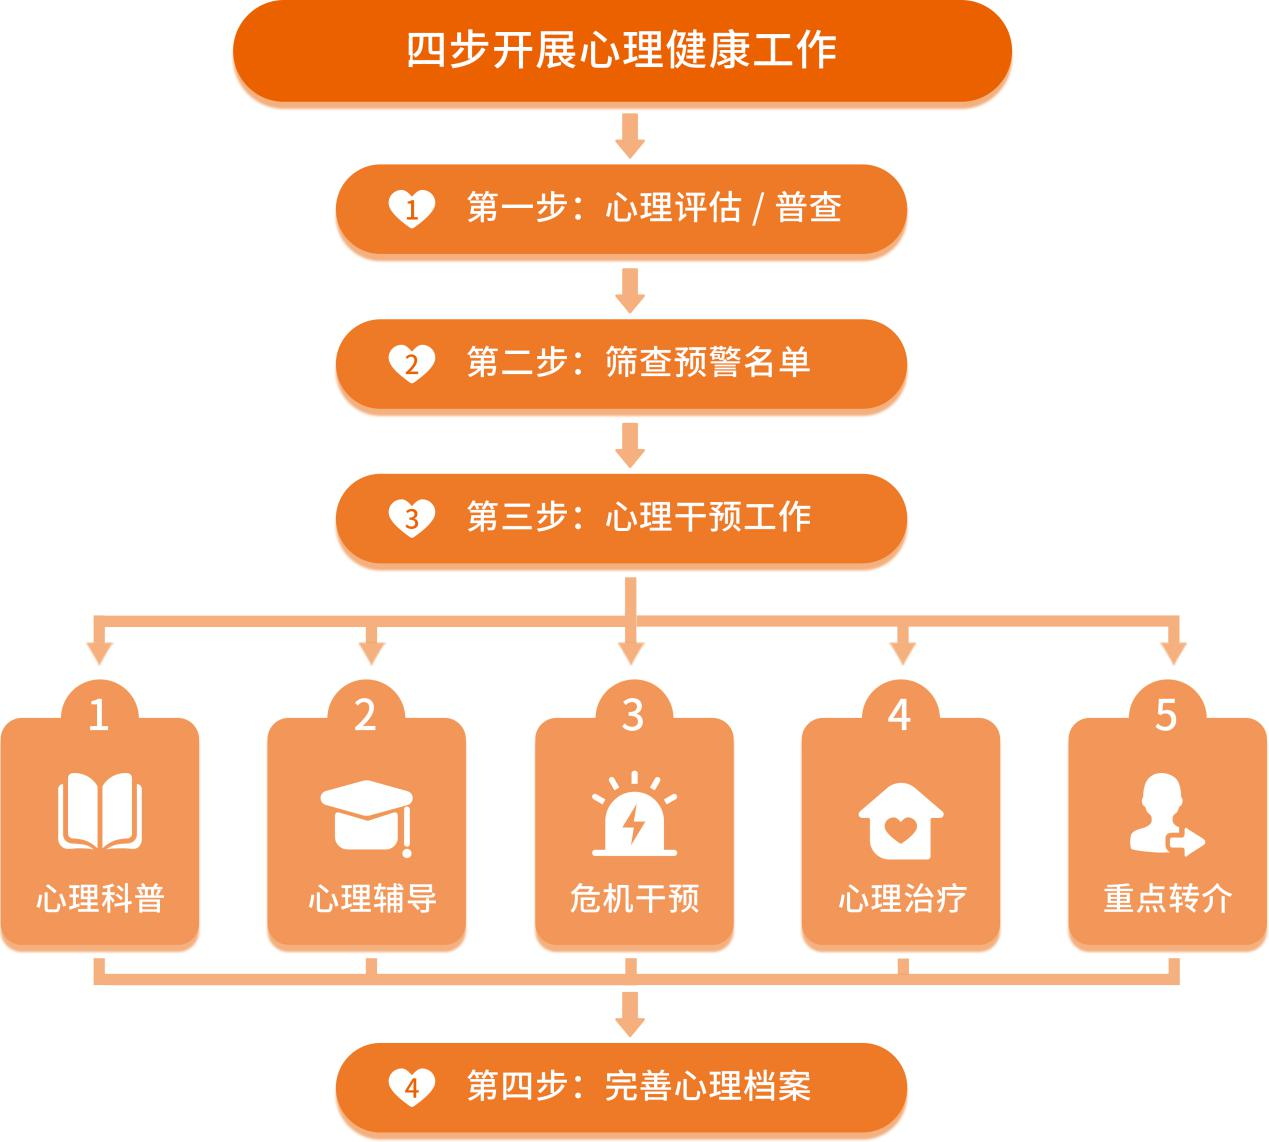 四步开展心理健康工作
1 第一步：心理评估 / 普查
2 第二步：筛查预警名单
3 第三步：心理干预工作
1
心理科普
2
心理辅导
3
危机干预
4
心理治疗
5
重点转介
4 第四步：完善心理档案